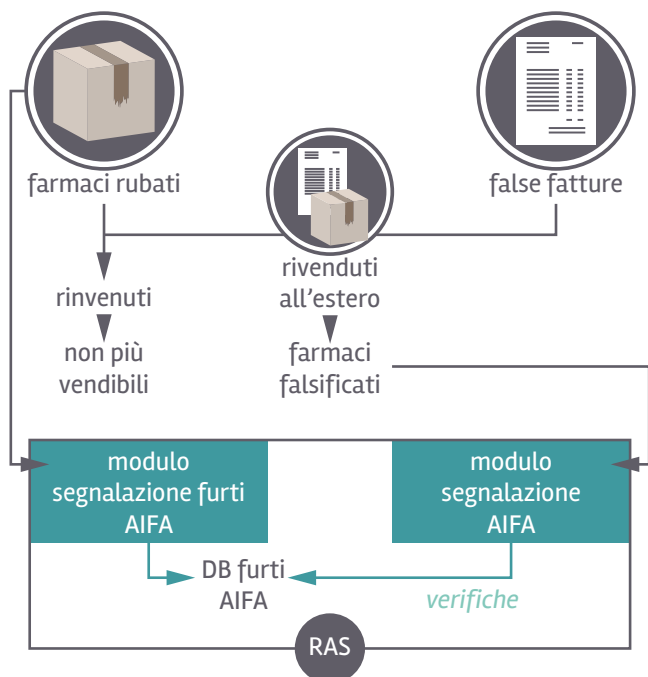 farmaci rubati
false fatture
rivenduti
all'estero
rinvenuti
non più
vendibili
farmaci
falsificati
modulo
segnalazione furti
AIFA
modulo
segnalazione
AIFA
DB furti
AIFA
verifiche
RAS